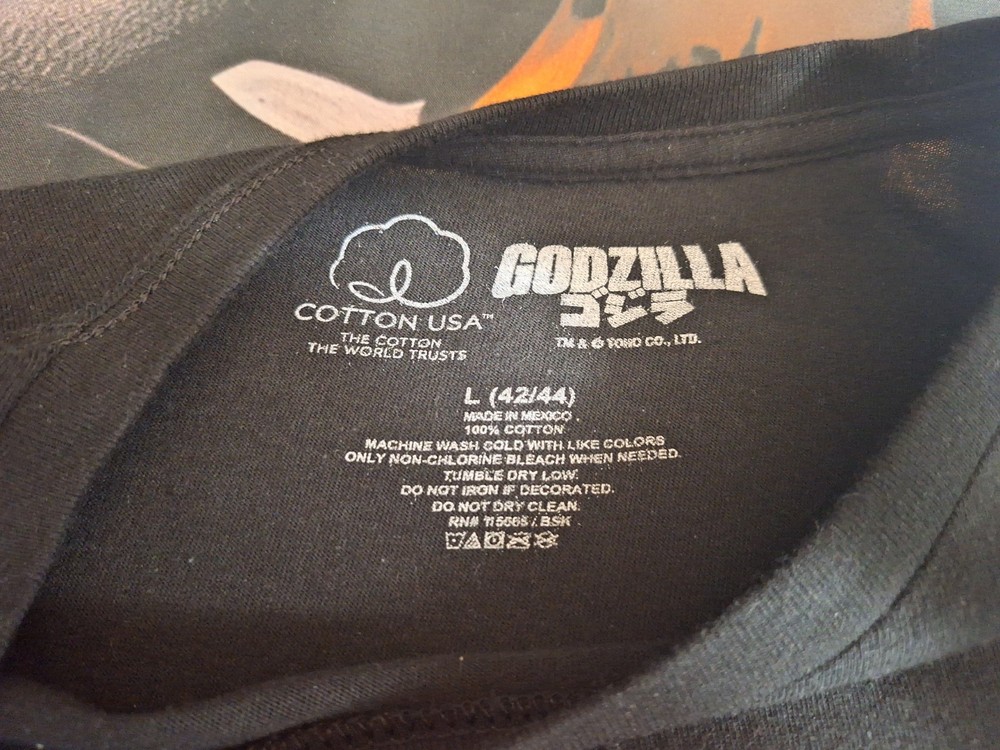 COTTON USA™
THE COTTON
THE WORLD TRUSTS
GODZILLA
ゴジラ
TM & © TOHO CO., LTD.
L (42/44)
MADE IN MEXICO
100% COTTON
MACHINE WASH COLD WITH LIKE COLORS
ONLY NON-CHLORINE BLEACH WHEN NEEDED.
TUMBLE DRY LOW.
DO NOT IRON IF DECORATED.
DO NOT DRY CLEAN.
RN# / BSK